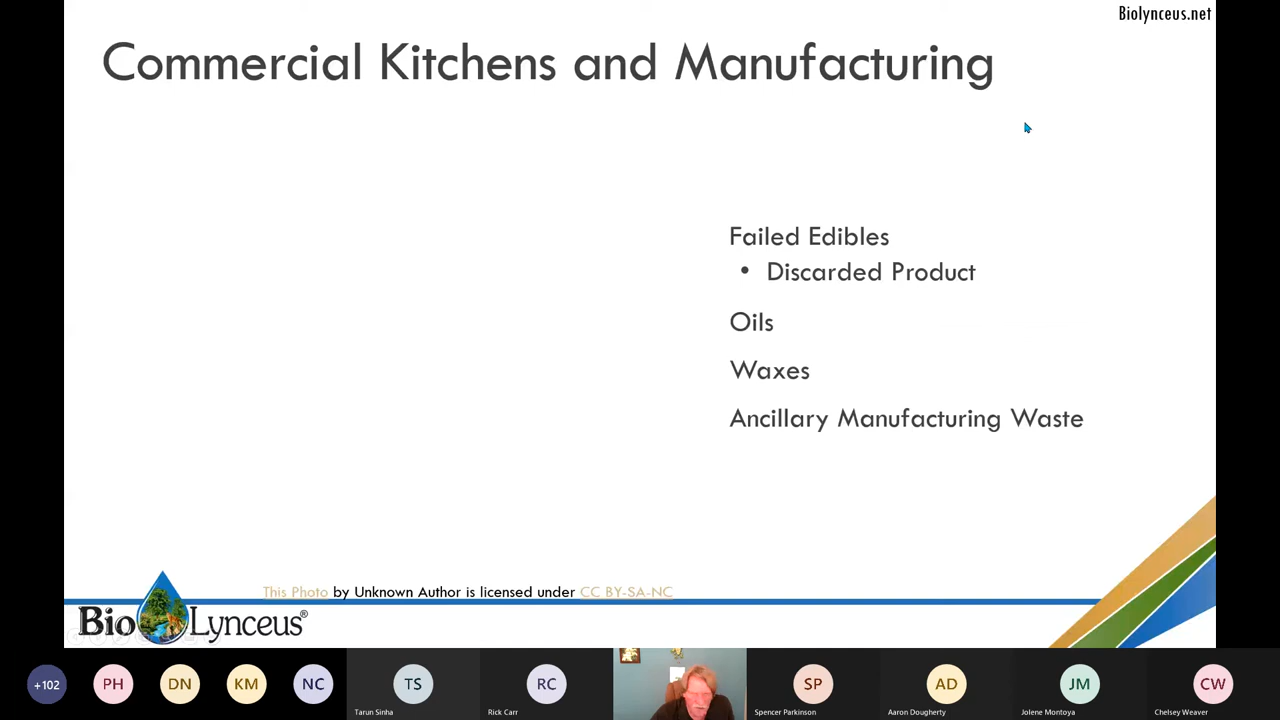 Biolynceus.net
Commercial Kitchens and Manufacturing
Failed Edibles
• Discarded Product
Oils
Waxes
Ancillary Manufacturing Waste
This Photo by Unknown Author is licensed under CC BY-SA-NC
Bio Lynceus®
+102
PH
DN
KM
NC
TS
RC
SP
AD
JM
CW
Tarun Sinha
Rick Carr
Spencer Parkinson
Aaron Dougherty
Jolene Montoya
Chelsey Weaver